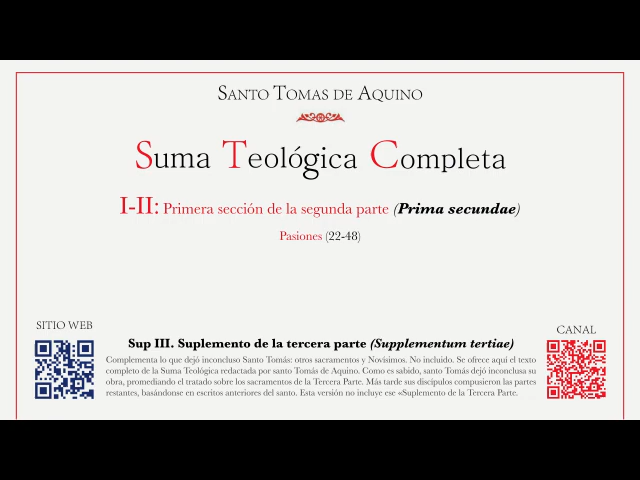 SANTO TOMAS DE AQUINO
Suma Teológica Completa
I-II: Primera sección de la segunda parte (Prima secundae)
Pasiones (22-48)
SITIO WEB
Sup III. Suplemento de la tercera parte (Supplementum tertiae)
Complementa lo que dejó inconcluso Santo Tomás: otros sacramentos y Novísimos. No incluido. Se ofrece aquí el texto
completo de la Suma Teológica redactada por santo Tomás de Aquino. Como es sabido, santo Tomás dejó inconclusa su
obra, promediando el tratado sobre los sacramentos de la Tercera Parte. Más tarde sus discípulos compusieron las partes
restantes, basándonse en escritos anteriores del santo. Esta versión no incluye ese «Suplemento de la Tercera Parte.
CANAL